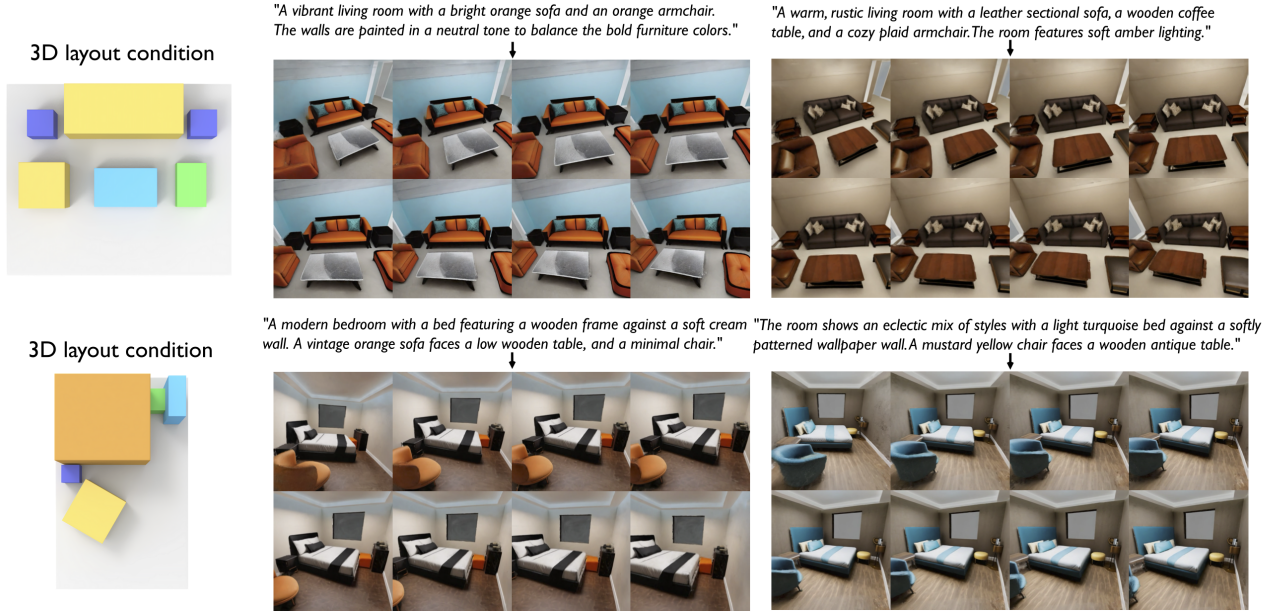 "A vibrant living room with a bright orange sofa and an orange armchair.
The walls are painted in a neutral tone to balance the bold furniture colors."
"A warm, rustic living room with a leather sectional sofa, a wooden coffee
table, and a cozy plaid armchair. The room features soft amber lighting."
3D layout condition
"A modern bedroom with a bed featuring a wooden frame against a soft cream
wall. A vintage orange sofa faces a low wooden table, and a minimal chair."
"The room shows an eclectic mix of styles with a light turquoise bed against a softly
patterned wallpaper wall. A mustard yellow chair faces a wooden antique table."
3D layout condition